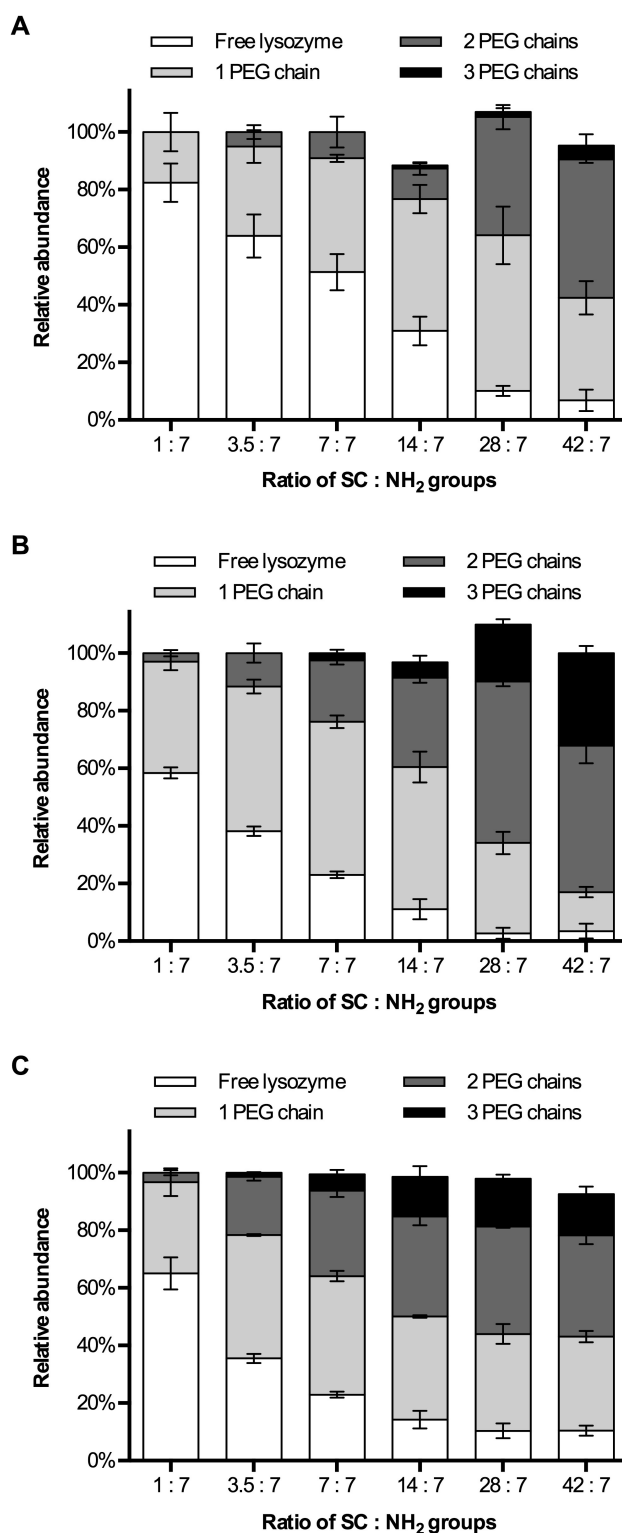 A
Free lysozyme 2 PEG chains
1 PEG chain 3 PEG chains
Relative abundance
100%
80%
60%
40%
20%
0%
1 : 7 3.5 : 7 7 : 7 14 : 7 28 : 7 42 : 7
Ratio of SC : NH₂ groups
B
Free lysozyme 2 PEG chains
1 PEG chain 3 PEG chains
Relative abundance
100%
80%
60%
40%
20%
0%
1 : 7 3.5 : 7 7 : 7 14 : 7 28 : 7 42 : 7
Ratio of SC : NH₂ groups
C
Free lysozyme 2 PEG chains
1 PEG chain 3 PEG chains
Relative abundance
100%
80%
60%
40%
20%
0%
1 : 7 3.5 : 7 7 : 7 14 : 7 28 : 7 42 : 7
Ratio of SC : NH₂ groups